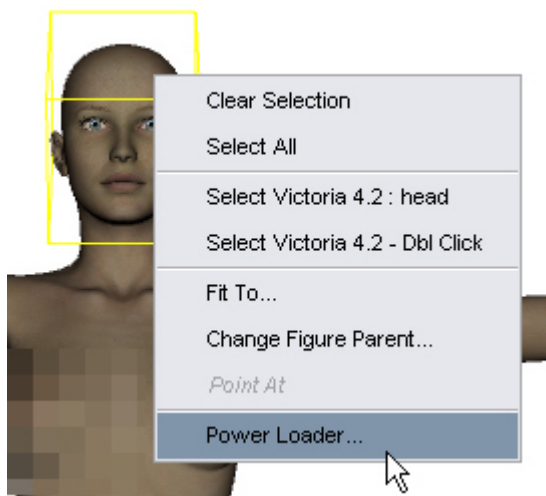 Clear Selection
Select All
Select Victoria 4.2 : head
Select Victoria 4.2 - Dbl Click
Fit To...
Change Figure Parent...
Point At
Power Loader...